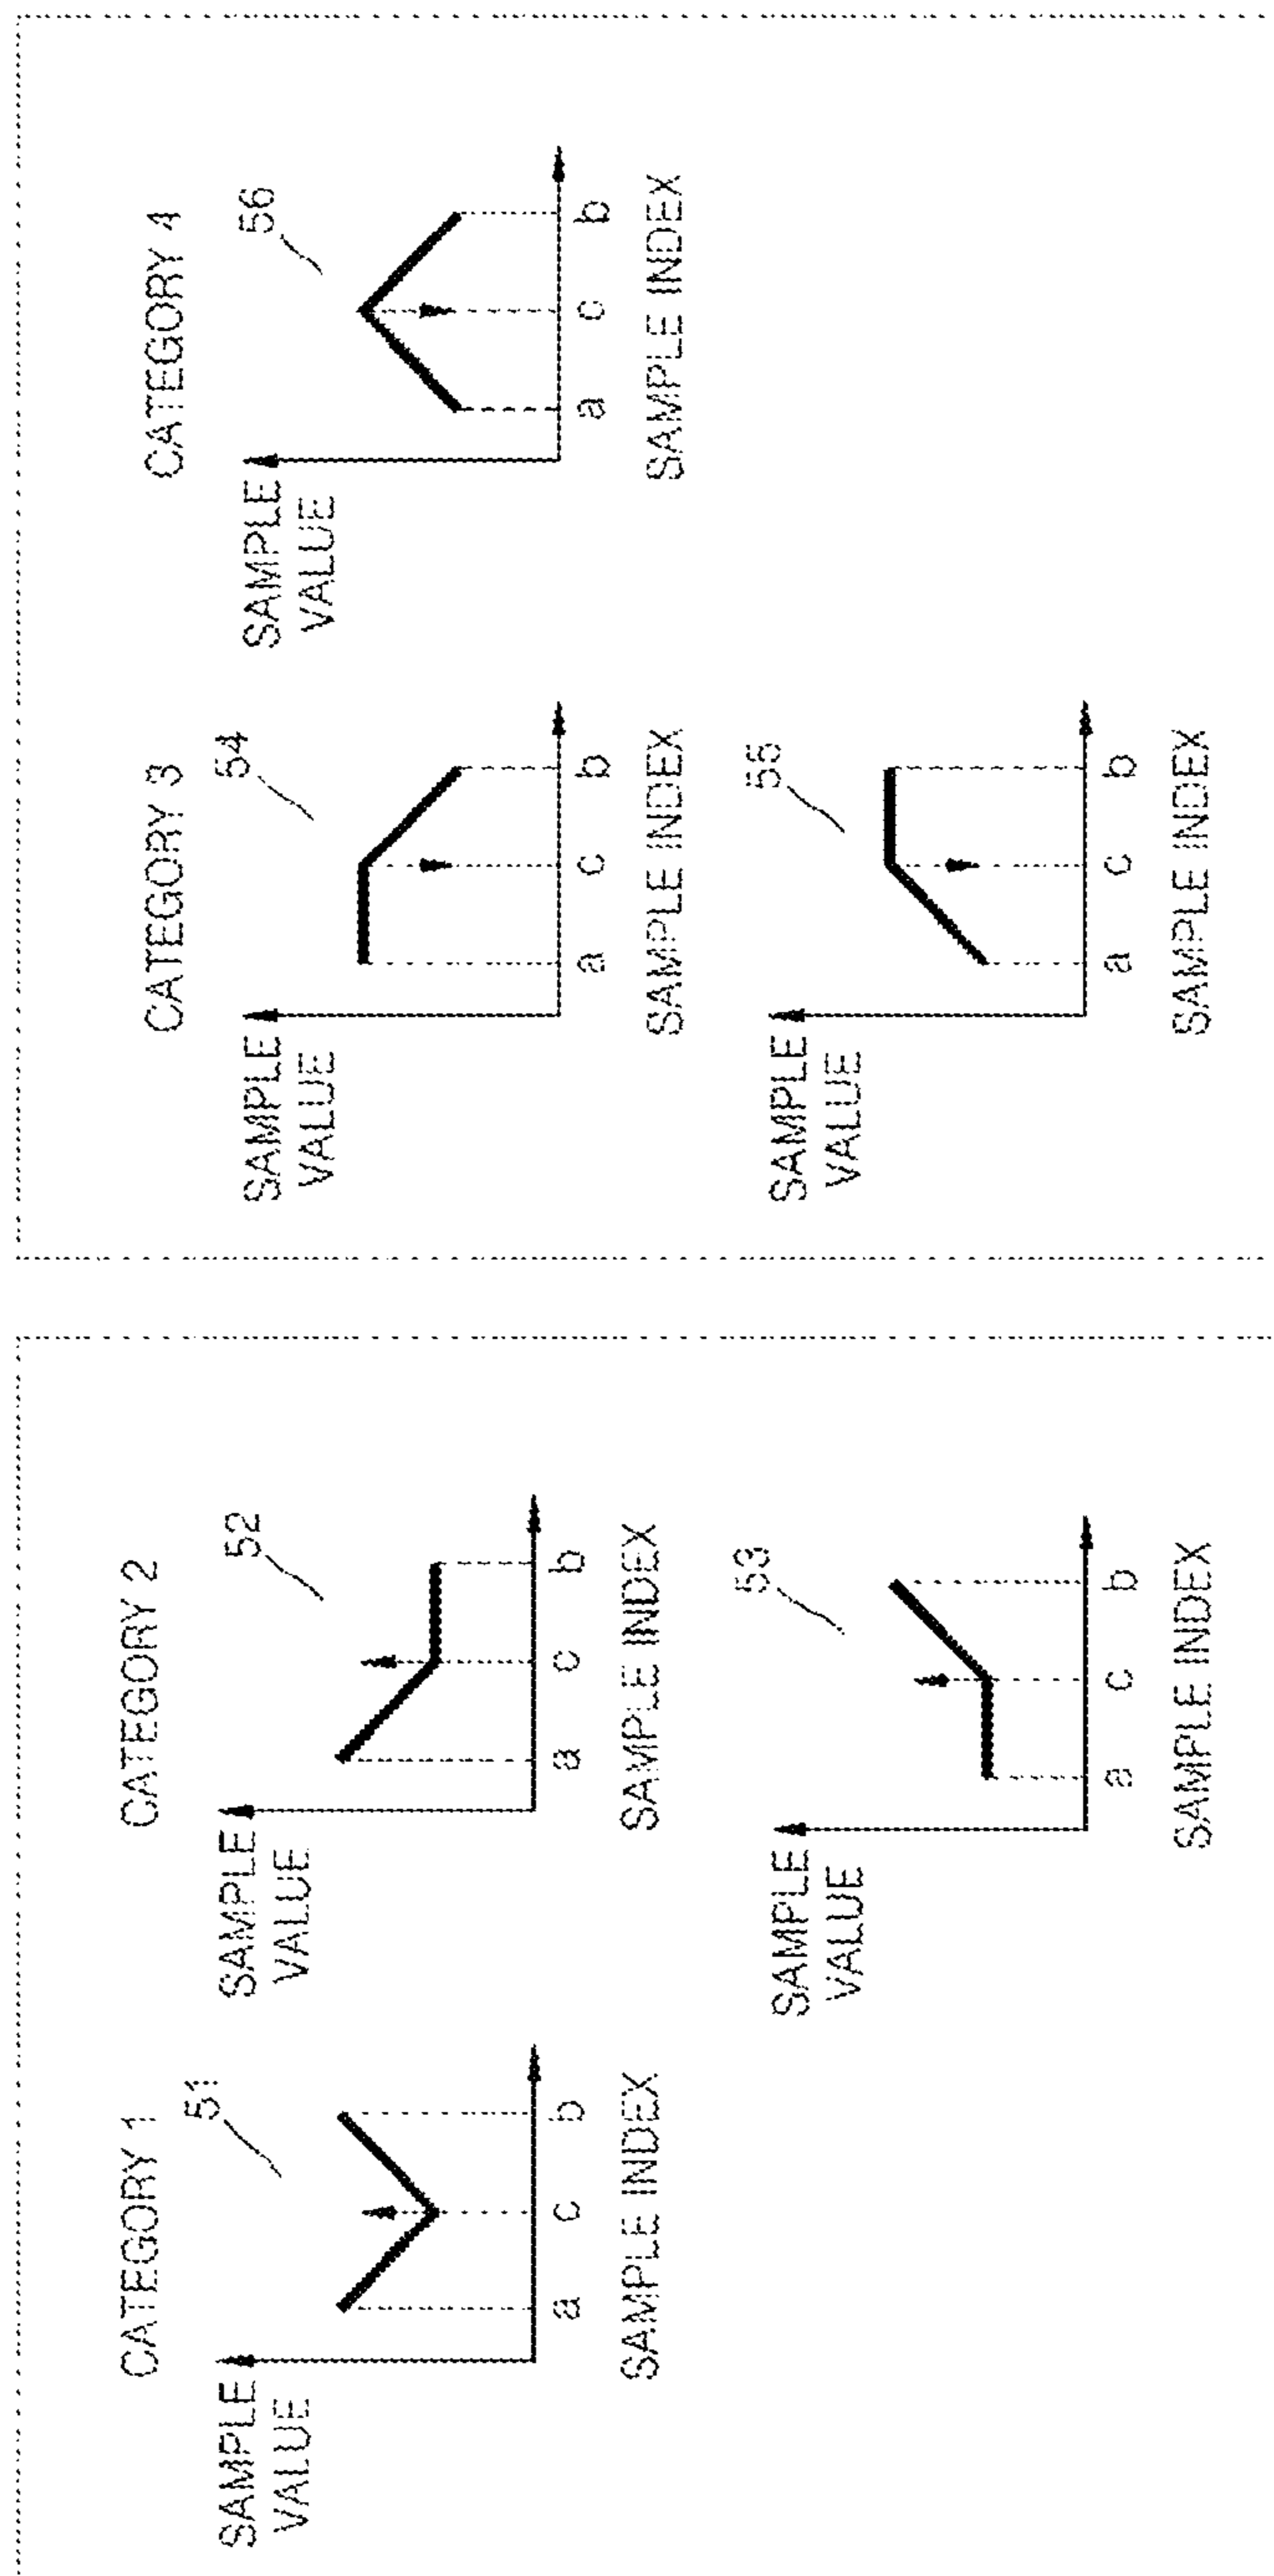 CATEGORY 1
51
SAMPLE
VALUE
a
c
b
SAMPLE INDEX
CATEGORY 2
52
SAMPLE
VALUE
a
c
b
SAMPLE INDEX
53
SAMPLE
VALUE
a
c
b
SAMPLE INDEX
CATEGORY 3
54
SAMPLE
VALUE
a
c
b
SAMPLE INDEX
55
SAMPLE
VALUE
a
c
b
SAMPLE INDEX
CATEGORY 4
56
SAMPLE
VALUE
a
c
b
SAMPLE INDEX